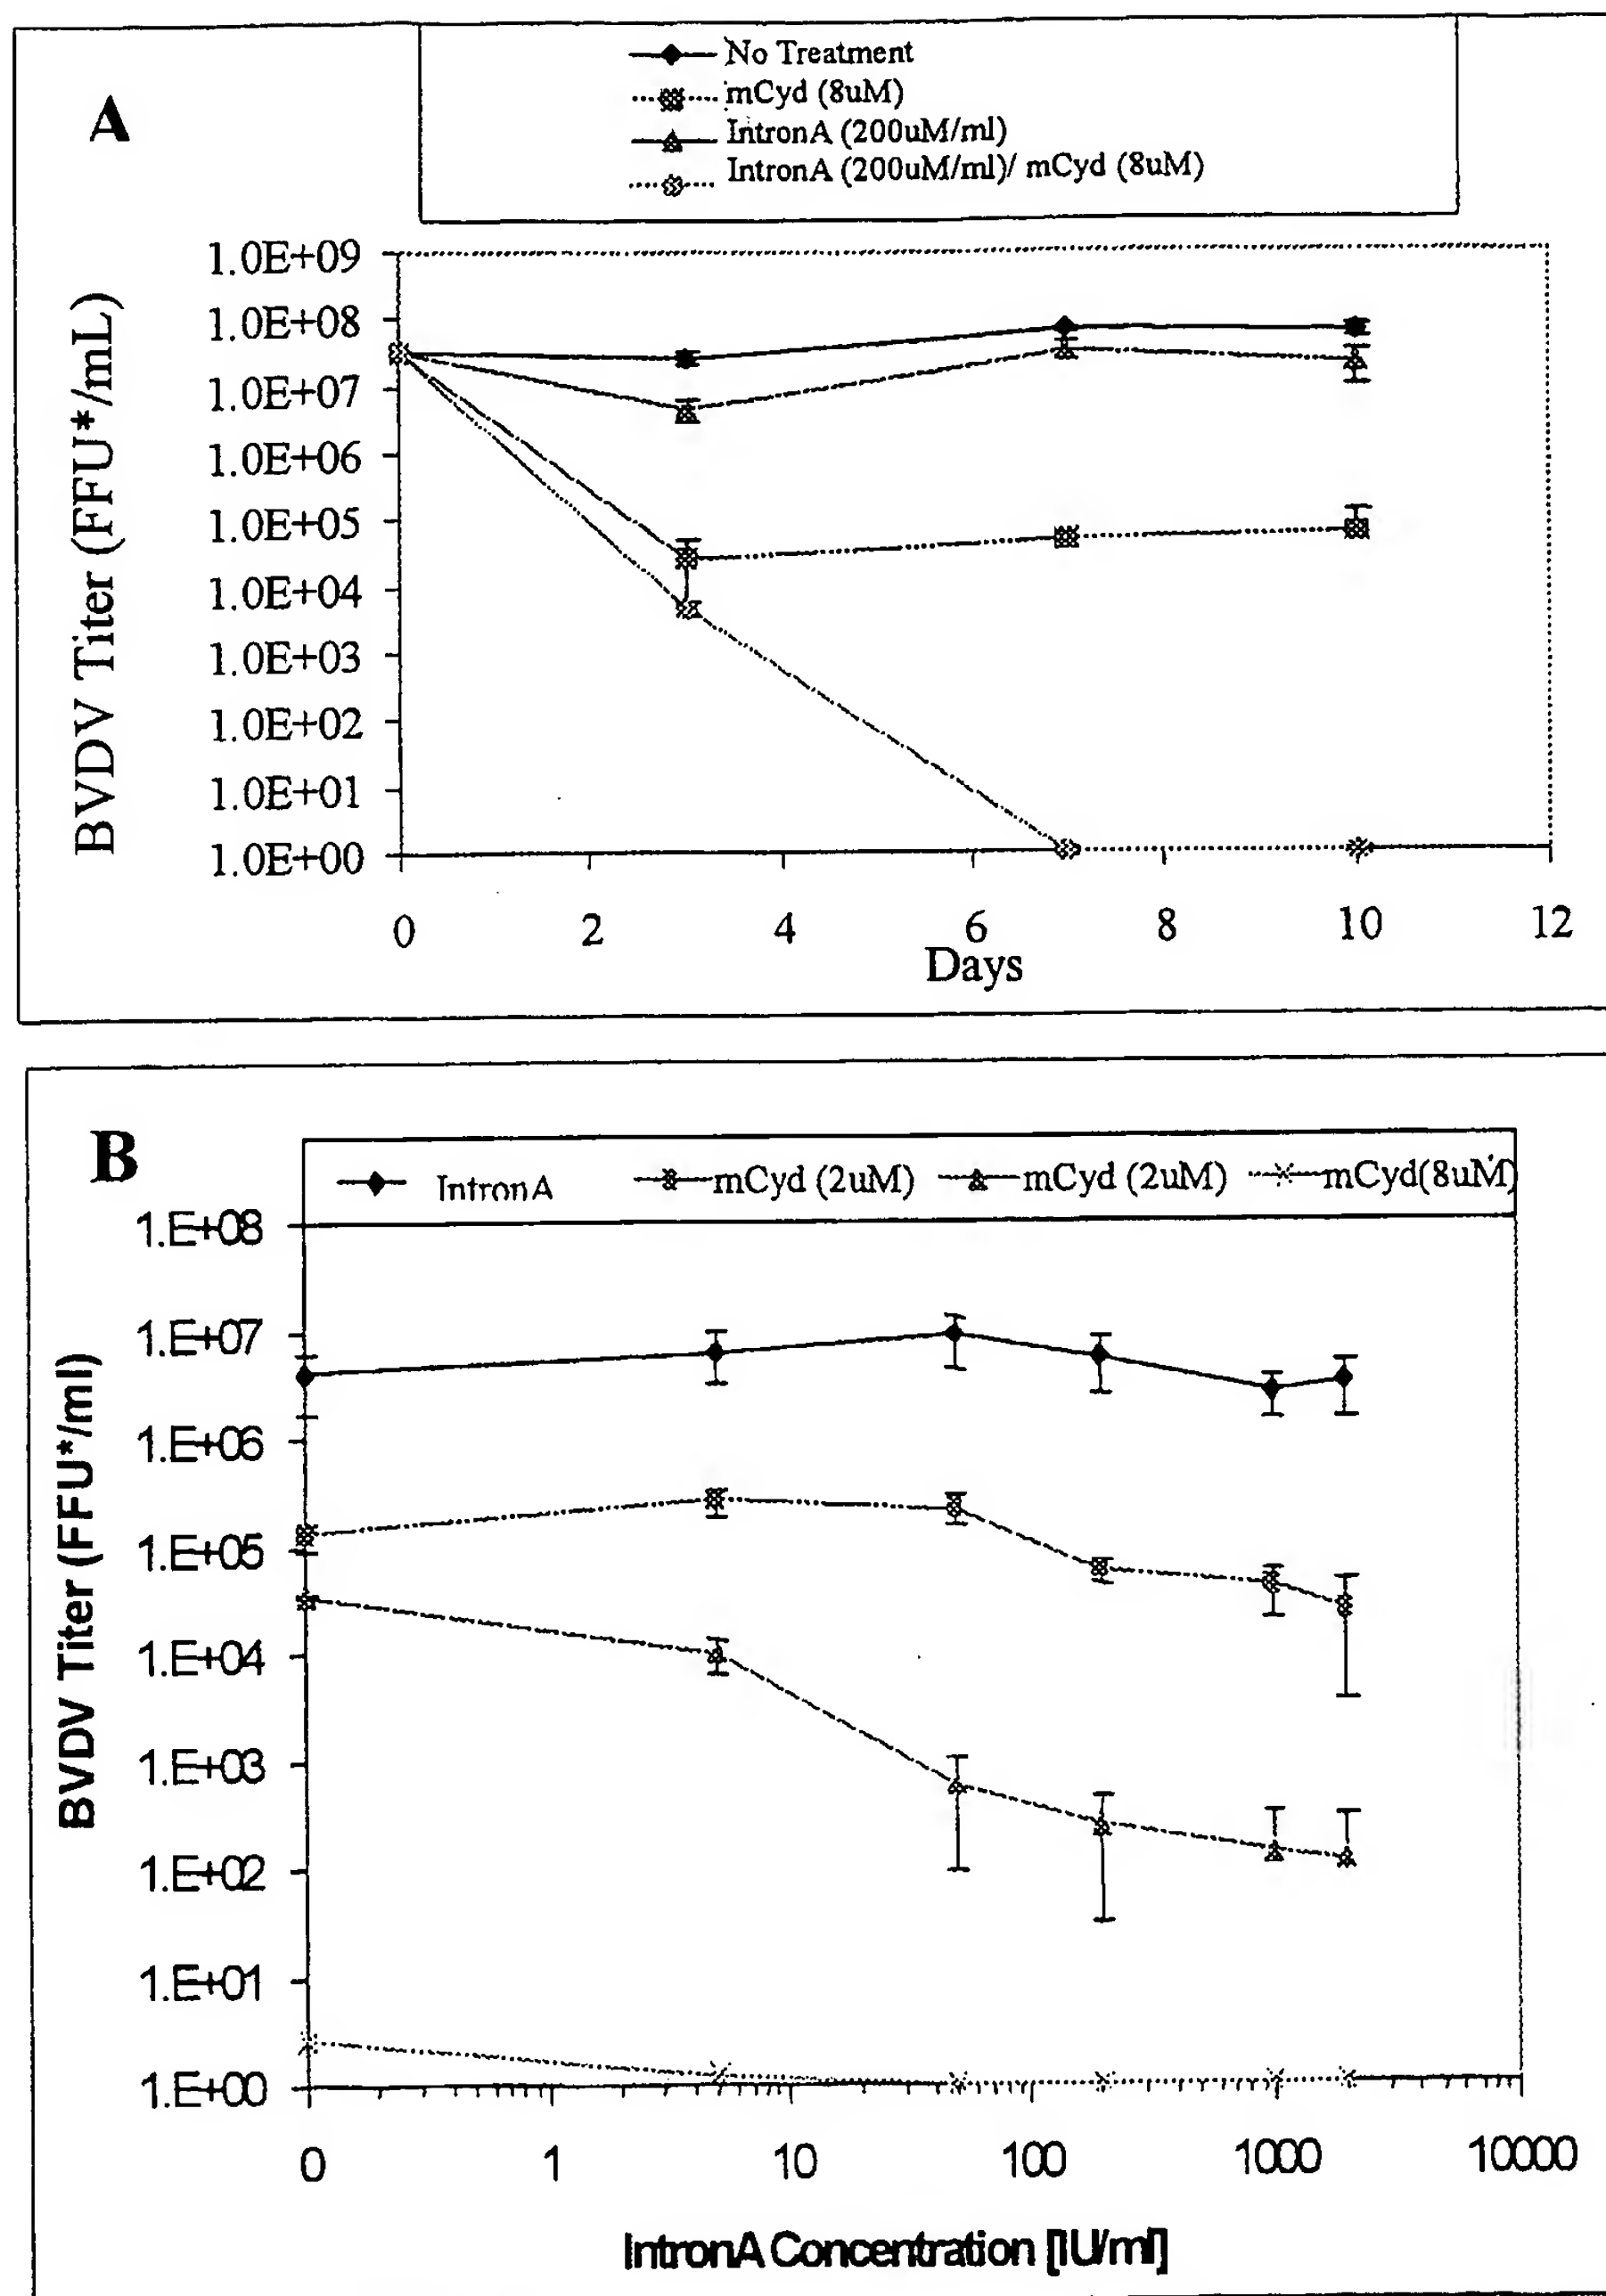 A
No Treatment
mCyd (8uM)
IntronA (200uM/ml)
IntronA (200uM/ml)/ mCyd (8uM)
BVDV Titer (FFU*/mL)
1.0E+09
1.0E+08
1.0E+07
1.0E+06
1.0E+05
1.0E+04
1.0E+03
1.0E+02
1.0E+01
1.0E+00
0 2 4 6 8 10 12
Days
B
IntronA mCyd (2uM) mCyd (2uM) mCyd(8uM)
BVDV Titer (FFU*/ml)
1.E+08
1.E+07
1.E+06
1.E+05
1.E+04
1.E+03
1.E+02
1.E+01
1.E+00
0 1 10 100 1000 10000
IntronA Concentration [IU/ml]